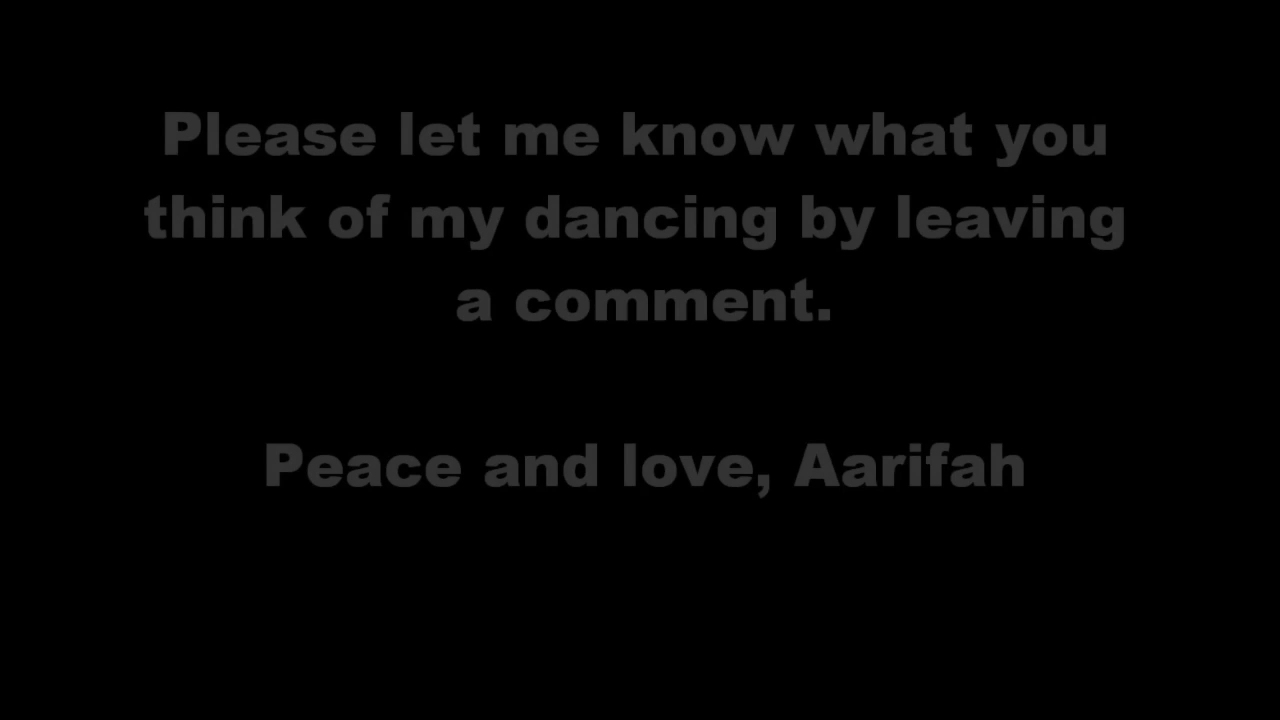 Please let me know what you
think of my dancing by leaving
a comment.
Peace and love, Aarifah